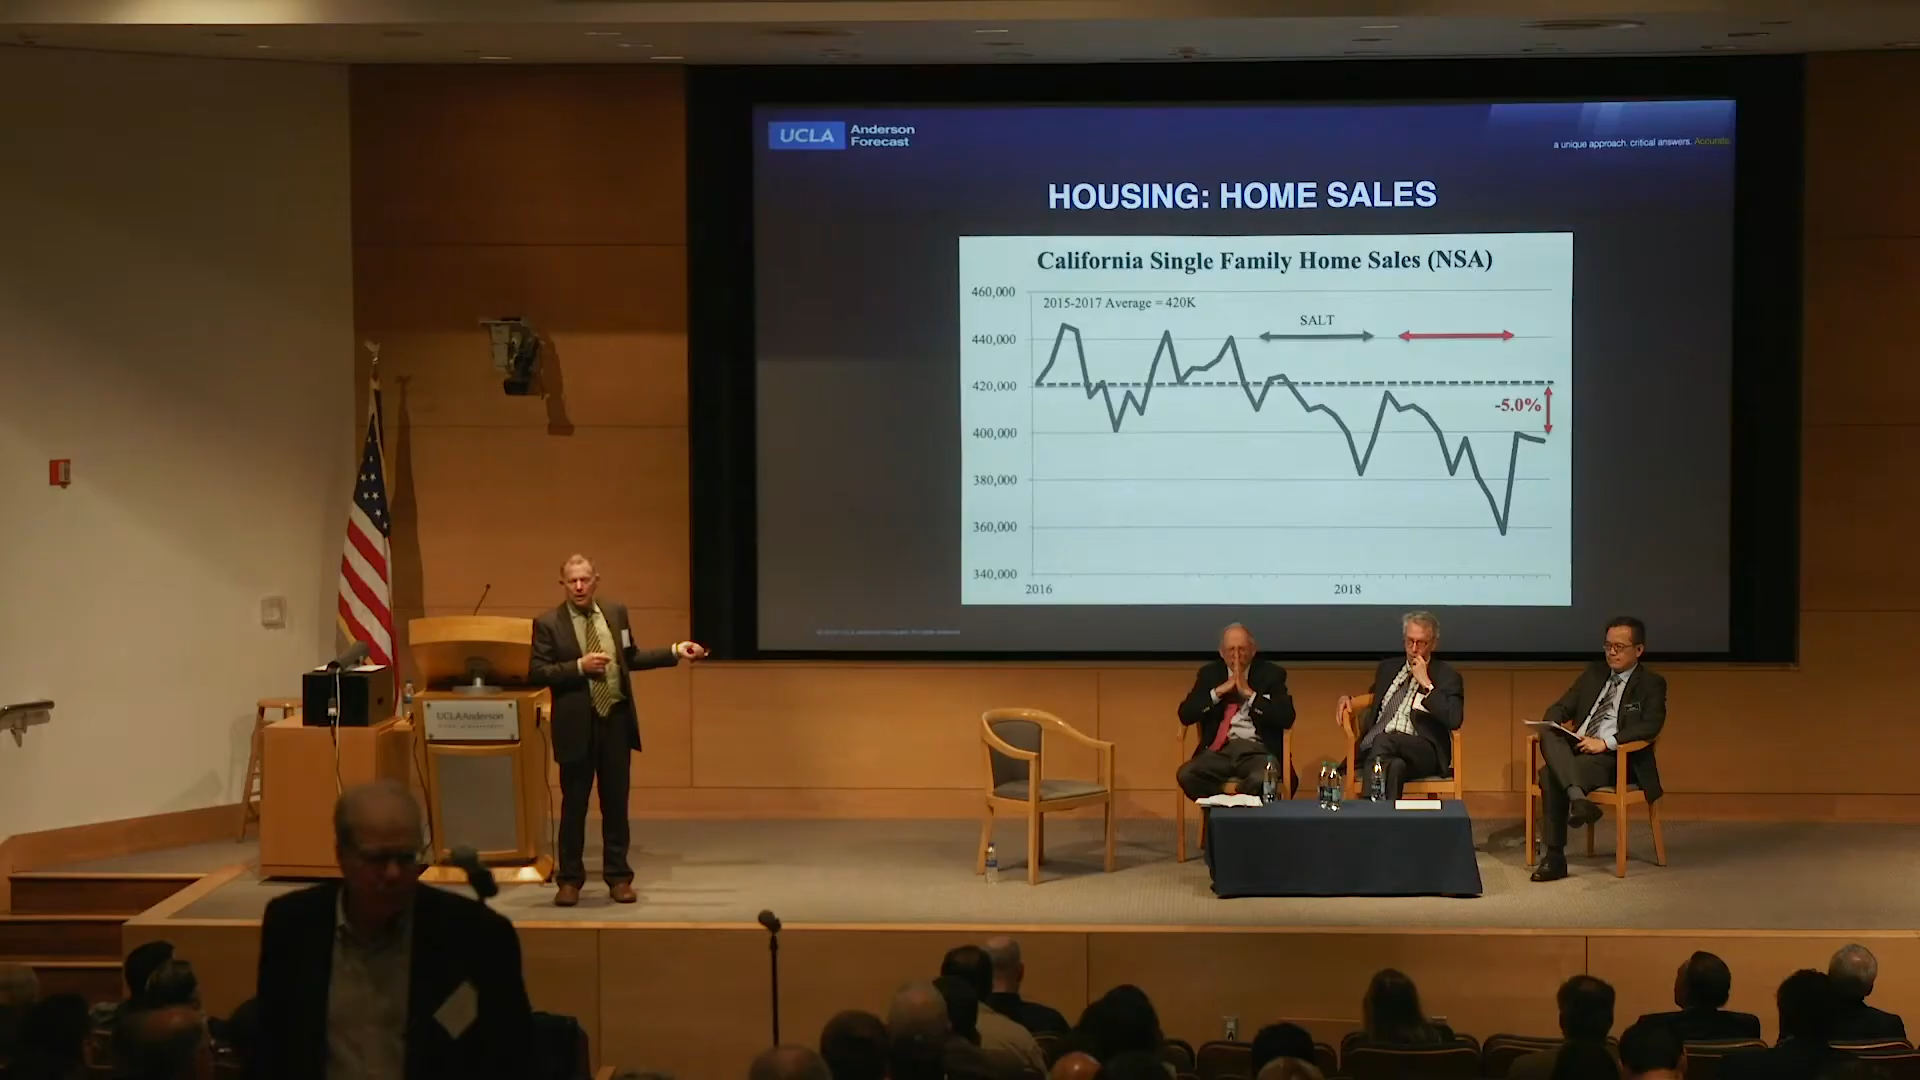 UCLA Anderson
Forecast
a unique approach. critical answers. Accurate.
HOUSING: HOME SALES
California Single Family Home Sales (NSA)
460,000
2015-2017 Average = 420K
SALT
440,000
420,000
-5.0%
400,000
380,000
360,000
340,000
2016
2018
UCLAAnderson